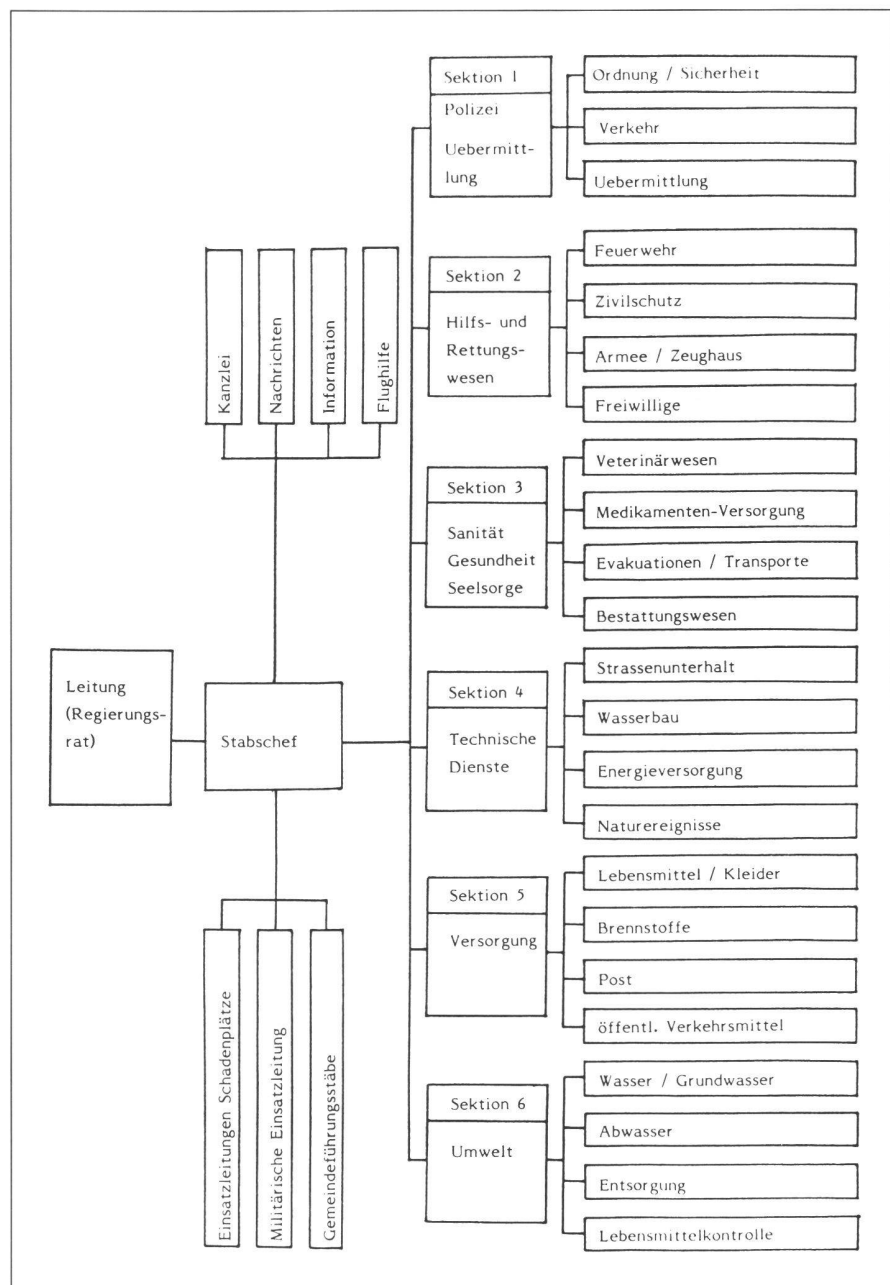 Sektion 1
Polizei
Uebermitt-
lung
Ordnung / Sicherheit
Verkehr
Uebermittlung
Sektion 2
Hilfs- und
Rettungs-
wesen
Feuerwehr
Zivilschutz
Armee / Zeughaus
Freiwillige
Kanzlei
Nachrichten
Information
Flughilfe
Sektion 3
Sanität
Gesundheit
Seelsorge
Veterinärwesen
Medikamenten-Versorgung
Evakuationen / Transporte
Bestattungswesen
Leitung
(Regierungs-
rat)
Stabschef
Sektion 4
Technische
Dienste
Strassenunterhalt
Wasserbau
Energieversorgung
Naturereignisse
Sektion 5
Versorgung
Lebensmittel / Kleider
Brennstoffe
Post
öffentl. Verkehrsmittel
Einsatzleitungen Schadenplätze
Militärische Einsatzleitung
Gemeindeführungsstäbe
Sektion 6
Umwelt
Wasser / Grundwasser
Abwasser
Entsorgung
Lebensmittelkontrolle